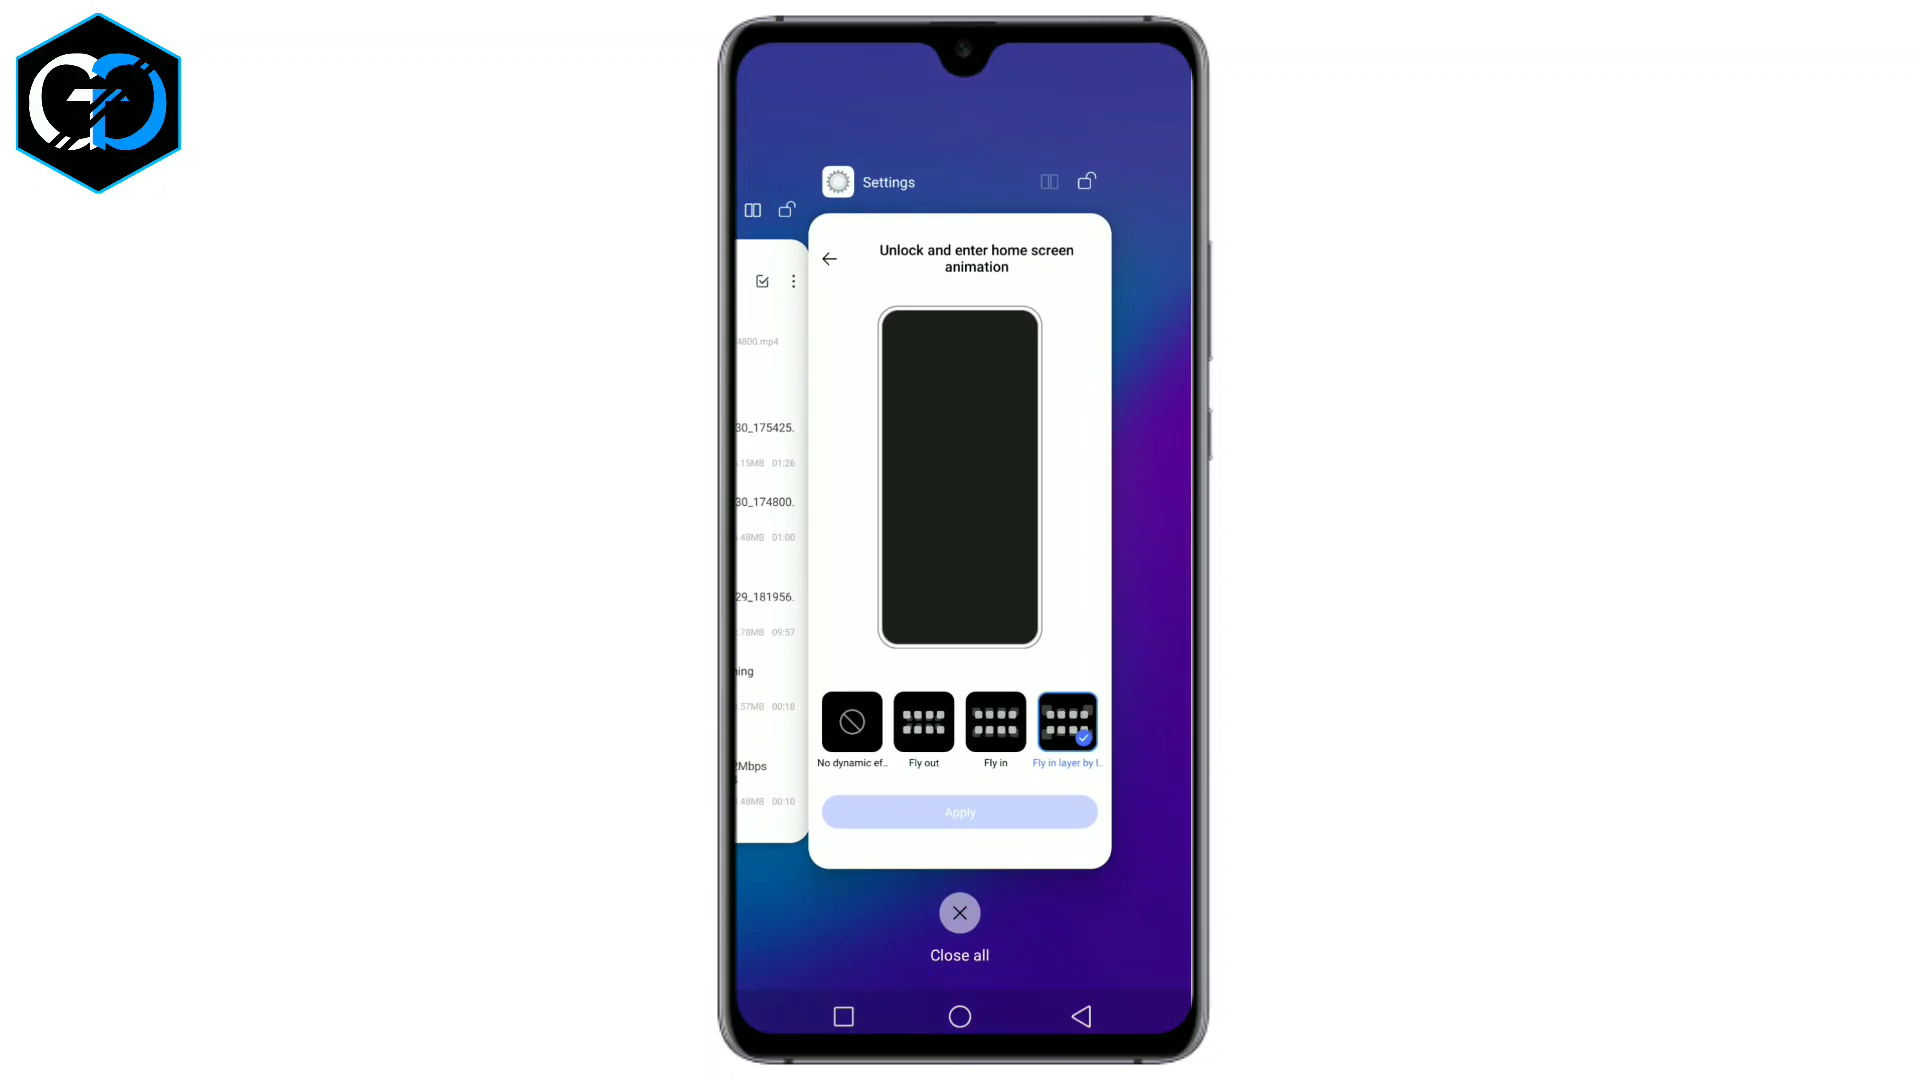 Settings
Unlock and enter home screen
animation
4800.mp4
30_175425.
.15MB 01:26
30_174800.
.48MB 01:00
29_181956.
.78MB 09:57
ning
.57MB 00:18
2Mbps
.48MB 00:10
No dynamic ef..
Fly out
Fly in
Fly in layer by l..
Apply
Close all